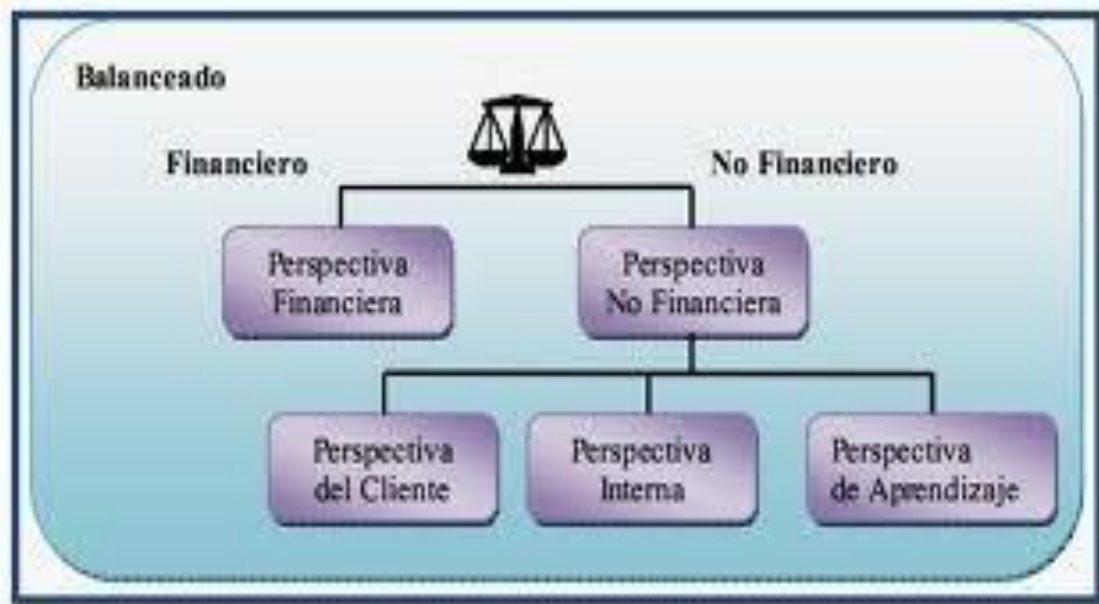 Balanceado
Financiero
No Financiero
Perspectiva
Financiera
Perspectiva
No Financiera
Perspectiva
del Cliente
Perspectiva
Interna
Perspectiva
de Aprendizaje